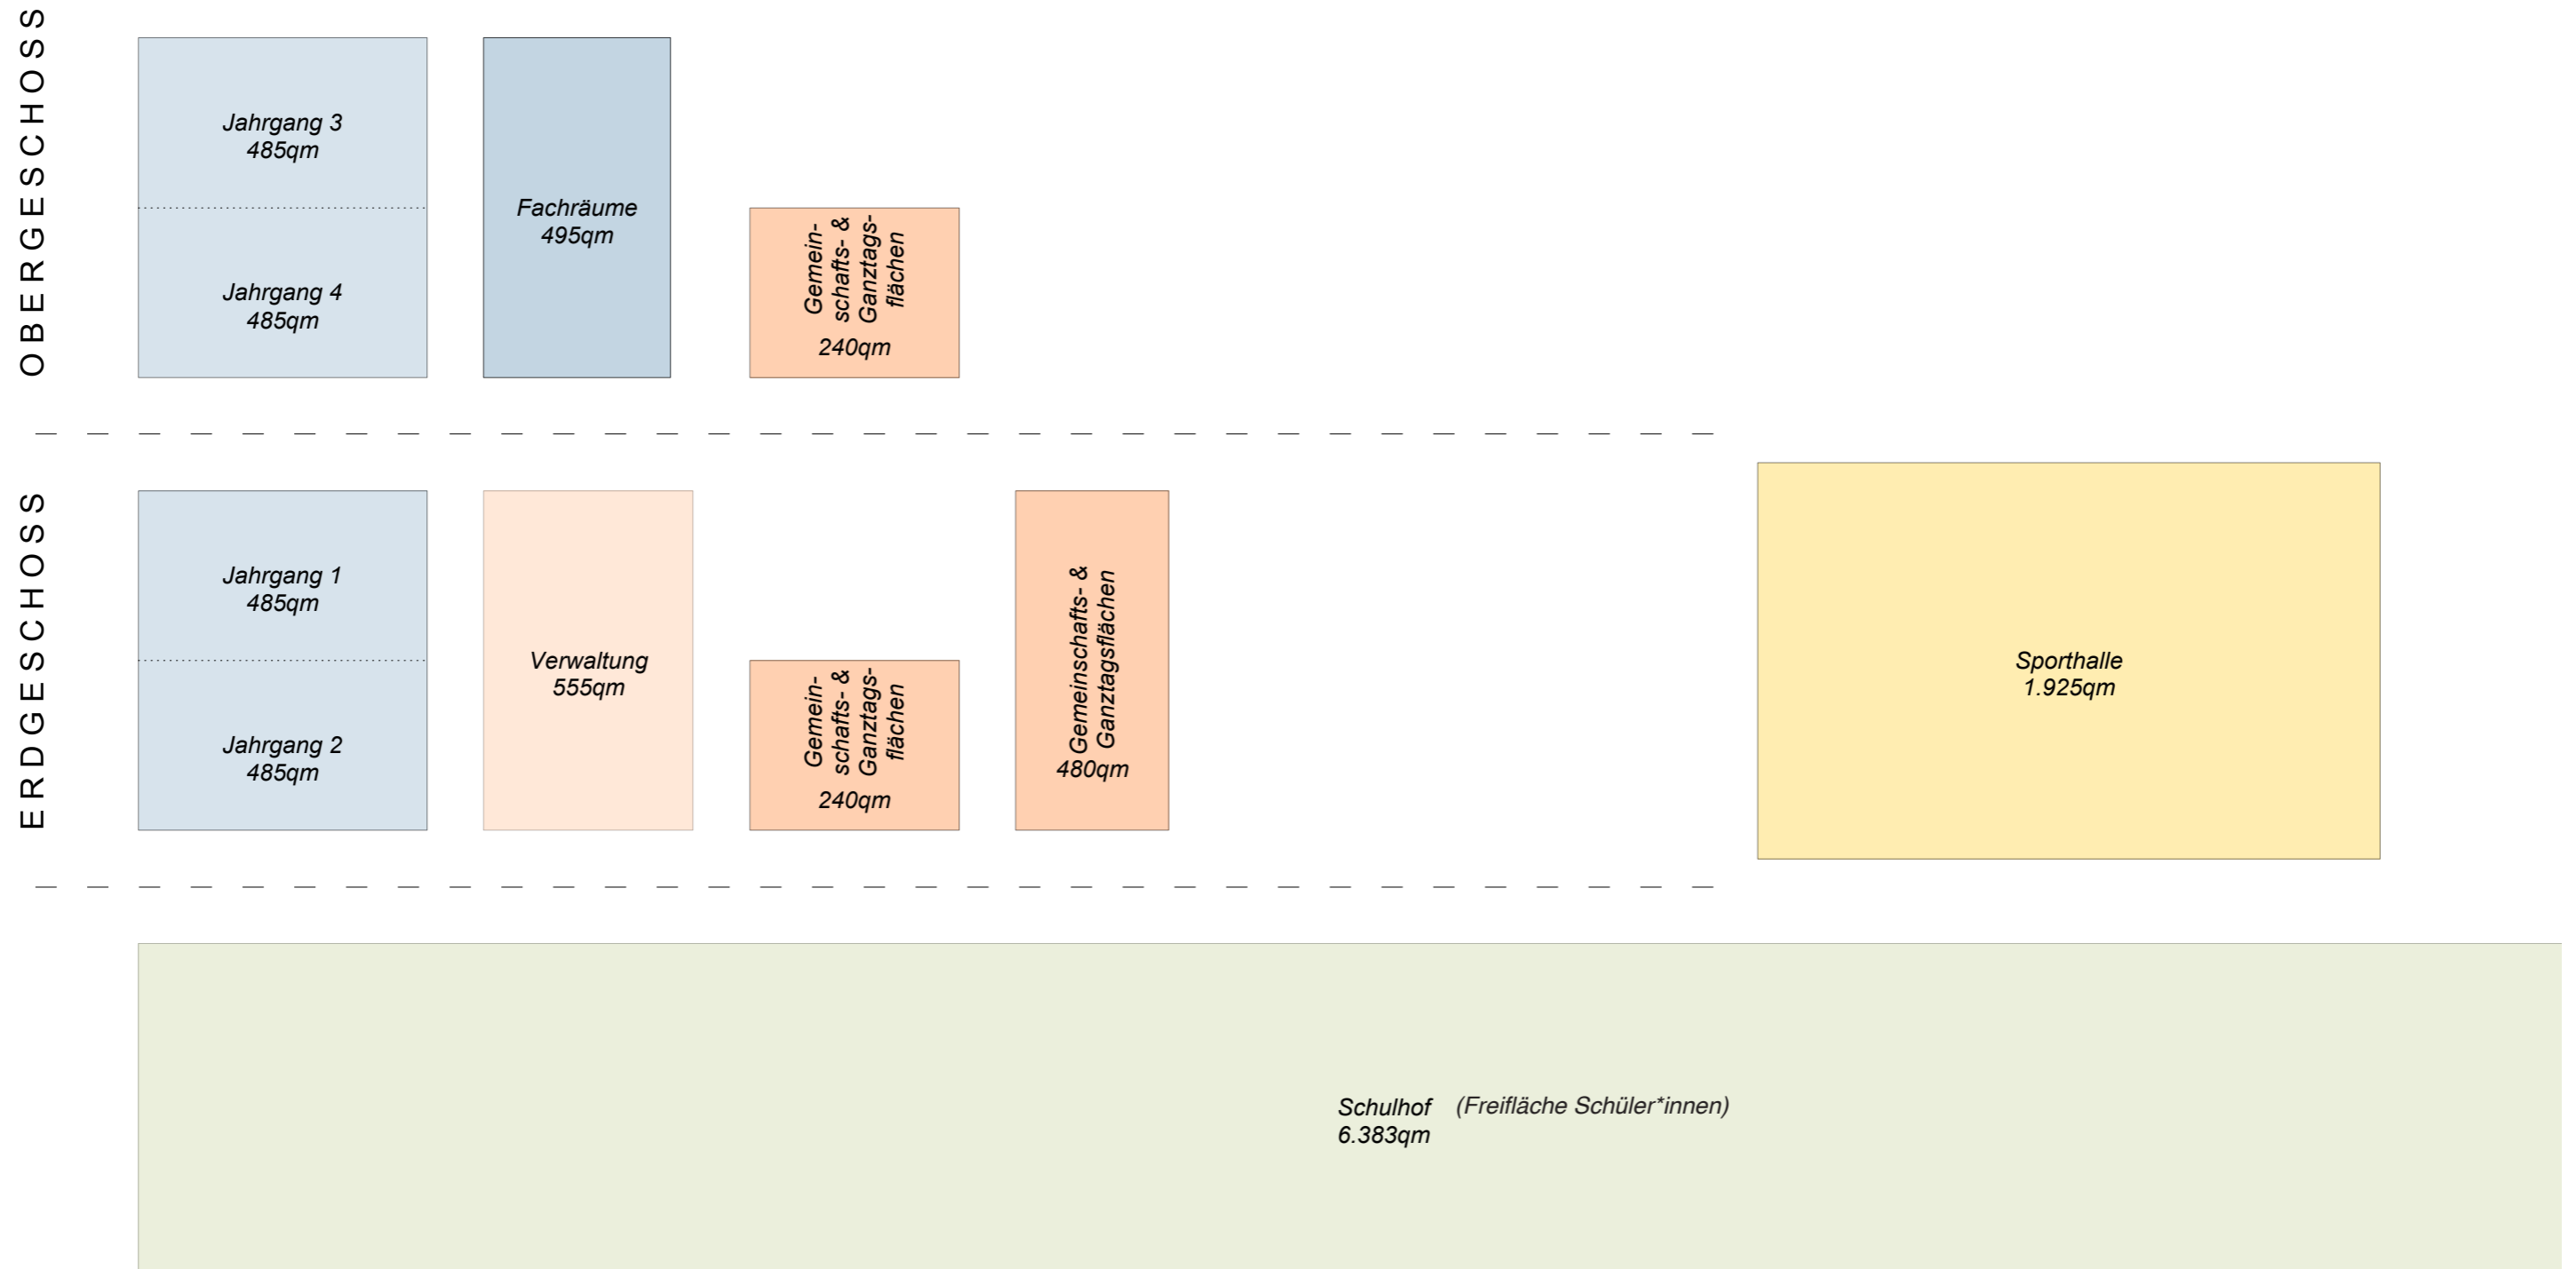 OBERGESCHOSS
Jahrgang 3
485qm
Jahrgang 4
485qm
Fachräume
495qm
Gemein-
schafts- &
Ganztags-
flächen
240qm
ERDGESCHOSS
Jahrgang 1
485qm
Jahrgang 2
485qm
Verwaltung
555qm
Gemein-
schafts- &
Ganztags-
flächen
240qm
Gemeinschafts- &
Ganztagsflächen
480qm
Sporthalle
1.925qm
Schulhof (Freifläche Schüler*innen)
6.383qm